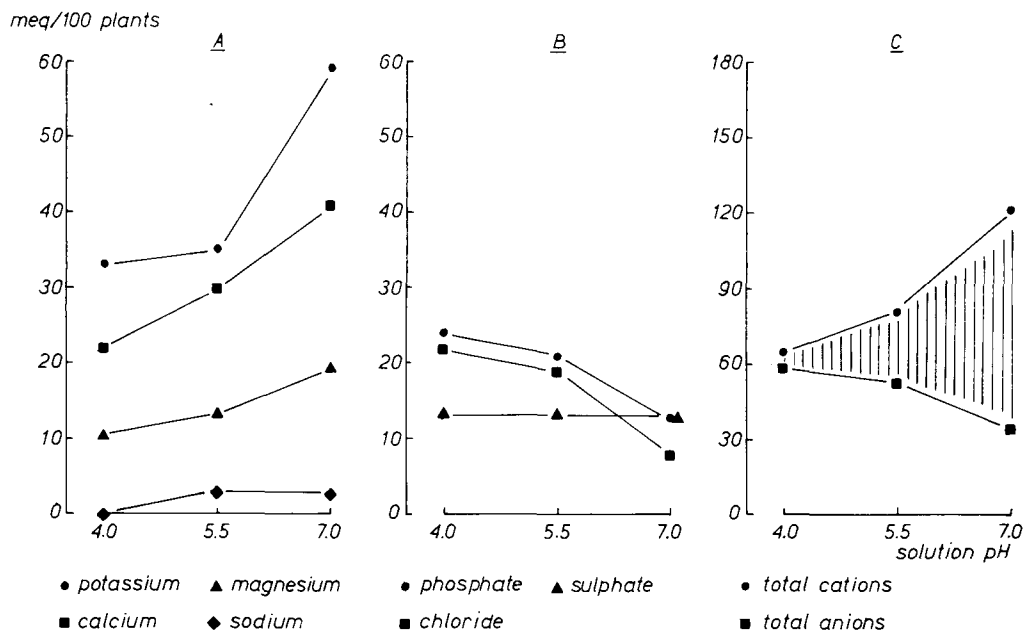 meq/100 plants
A
B
C
60
50
40
30
20
10
0
4.0 5.5 7.0
60
50
40
30
20
10
0
4.0 5.5 7.0
180
150
120
90
60
30
0
4.0 5.5 7.0
solution pH
potassium magnesium
calcium sodium
phosphate sulphate
chloride
total cations
total anions